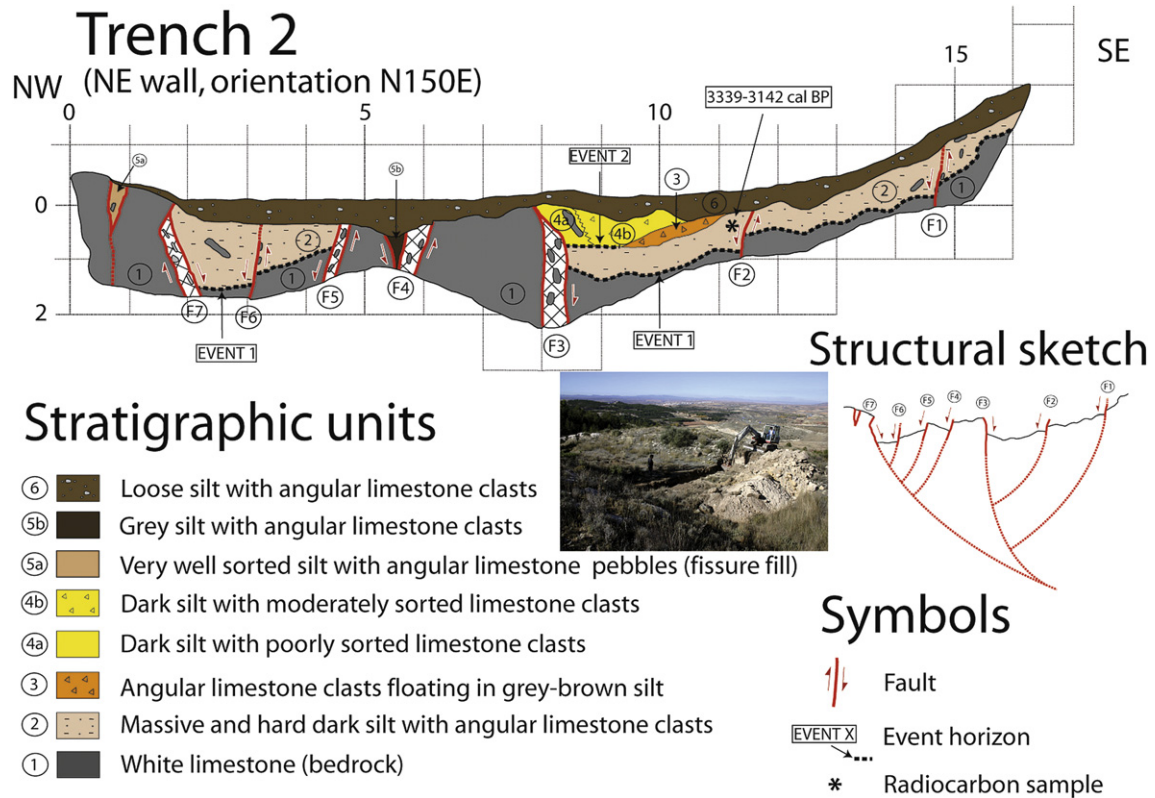 Trench 2
NW (NE wall, orientation N150E)
SE
0 5 10 15
3339-3142 cal BP
5a 5b EVENT 2 3
0 4a 4b 6 2 1
1 2 1 1 F1
F7 F6 F5 F4 F3 F2
2 EVENT 1 EVENT 1
Structural sketch
F7 F6 F5 F4 F3 F2 F1
Stratigraphic units
6 Loose silt with angular limestone clasts
5b Grey silt with angular limestone clasts
5a Very well sorted silt with angular limestone pebbles (fissure fill)
4b Dark silt with moderately sorted limestone clasts
4a Dark silt with poorly sorted limestone clasts
3 Angular limestone clasts floating in grey-brown silt
2 Massive and hard dark silt with angular limestone clasts
1 White limestone (bedrock)
Symbols
Fault
EVENT X Event horizon
* Radiocarbon sample